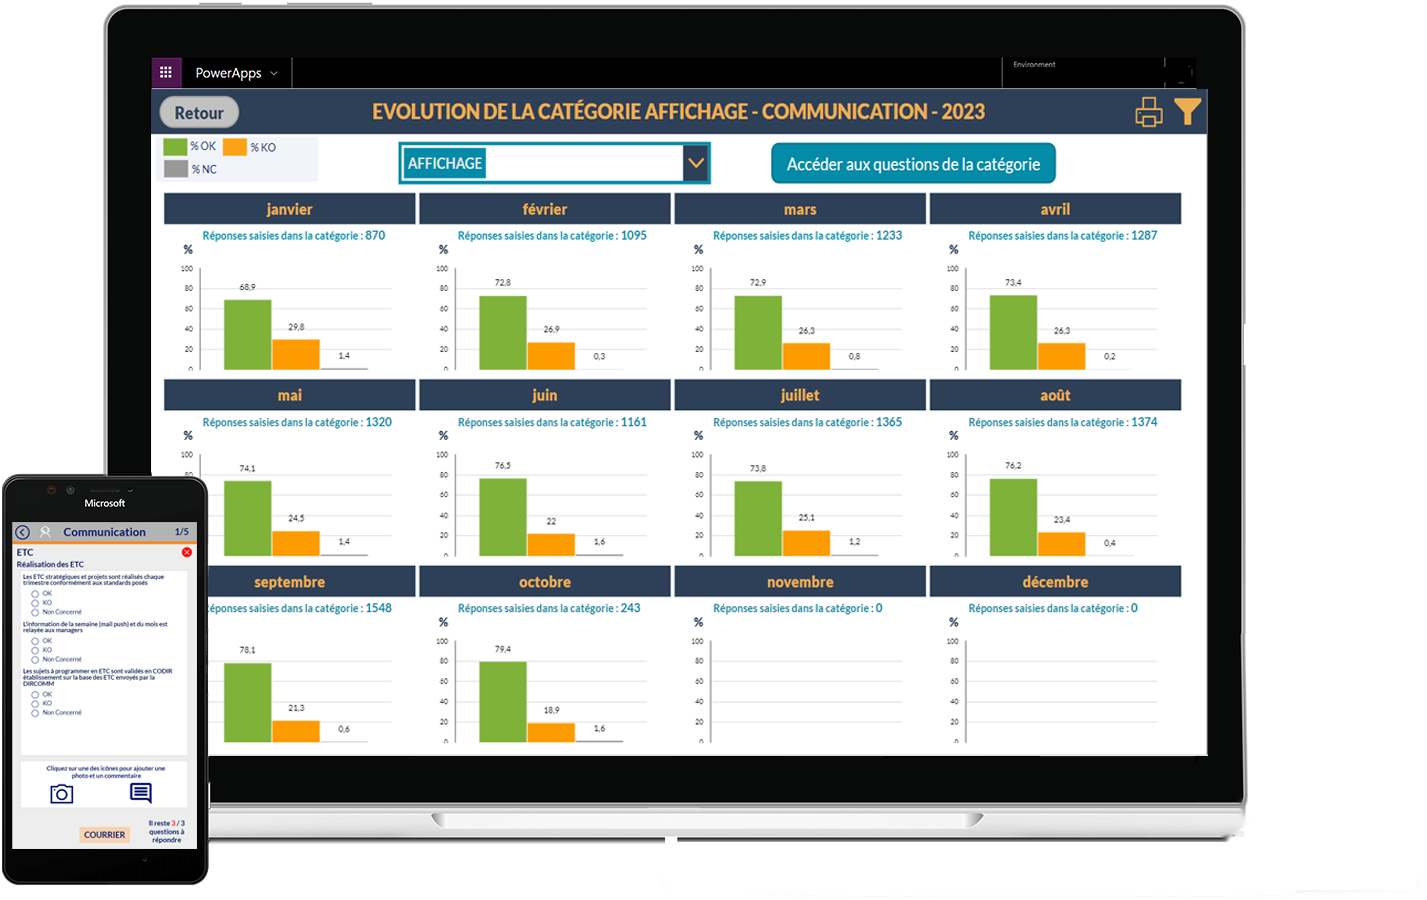 PowerApps
Environment
Retour
EVOLUTION DE LA CATÉGORIE AFFICHAGE - COMMUNICATION - 2023
% OK
% KO
% NC
AFFICHAGE
Accéder aux questions de la catégorie
janvier
Réponses saisies dans la catégorie : 870
%
100
80
60
40
20
0
68,9
29,8
1,4
février
Réponses saisies dans la catégorie : 1095
%
100
80
60
40
20
0
72,8
26,9
0,3
mars
Réponses saisies dans la catégorie : 1233
%
100
80
60
40
20
0
72,9
26,3
0,8
avril
Réponses saisies dans la catégorie : 1287
%
100
80
60
40
20
0
73,4
26,3
0,2
mai
Réponses saisies dans la catégorie : 1320
%
100
80
74,1
24,5
1,4
juin
Réponses saisies dans la catégorie : 1161
%
100
80
60
40
20
0
76,5
22
1,6
juillet
Réponses saisies dans la catégorie : 1365
%
100
80
60
40
20
0
73,8
25,1
1,2
août
Réponses saisies dans la catégorie : 1374
%
100
80
60
40
20
0
76,2
23,4
0,4
septembre
éponses saisies dans la catégorie : 1548
78,1
21,3
0,6
octobre
Réponses saisies dans la catégorie : 243
%
100
80
60
40
20
0
79,4
18,9
1,6
novembre
Réponses saisies dans la catégorie : 0
%
100
80
60
40
20
0
décembre
Réponses saisies dans la catégorie : 0
%
100
80
60
40
20
0
Microsoft
Communication 1/5
ETC
Réalisation des ETC
Les ETC stratégiques et projets sont réalisés chaque
trimestre conformément aux standards posés
OK
KO
Non Concerné
L'information de la semaine (mail push) et du mois est
relayée aux managers
OK
KO
Non Concerné
Les sujets à programmer en ETC sont validés en CODIR
établissement sur la base des ETC envoyés par la
DIRCOMM
OK
KO
Non Concerné
Cliquez sur une des icônes pour ajouter une
photo et un commentaire
COURRIER
Il reste 3 / 3
questions à
répondre